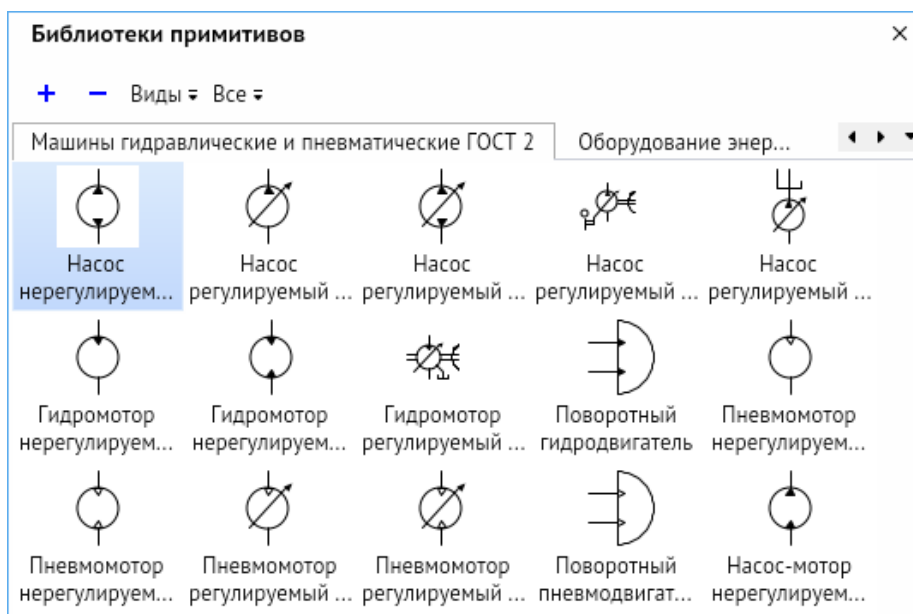 Библиотеки примитивов
Виды Все
Машины гидравлические и пневматические ГОСТ 2 Оборудование энер...
Насос Насос Насос Насос Насос
нерегулируем... регулируемый ... регулируемый ... регулируемый ... регулируемый ...
Гидромотор Гидромотор Гидромотор Поворотный Пневмомотор
нерегулируем... нерегулируем... регулируемый ... гидродвигатель нерегулируем...
Пневмомотор Пневмомотор Пневмомотор Поворотный Насос-мотор
нерегулируем... регулируемый ... регулируемый ... пневмодвигат... нерегулируем...